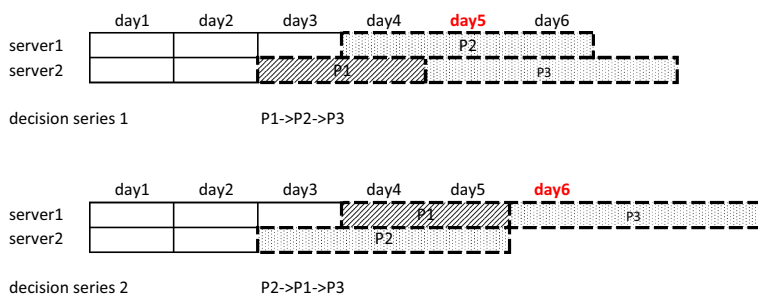 day1 day2 day3 day4 day5 day6
server1 P2
server2 P1 P3
decision series 1 P1->P2->P3
day1 day2 day3 day4 day5 day6
server1 P1 P3
server2 P2
decision series 2 P2->P1->P3